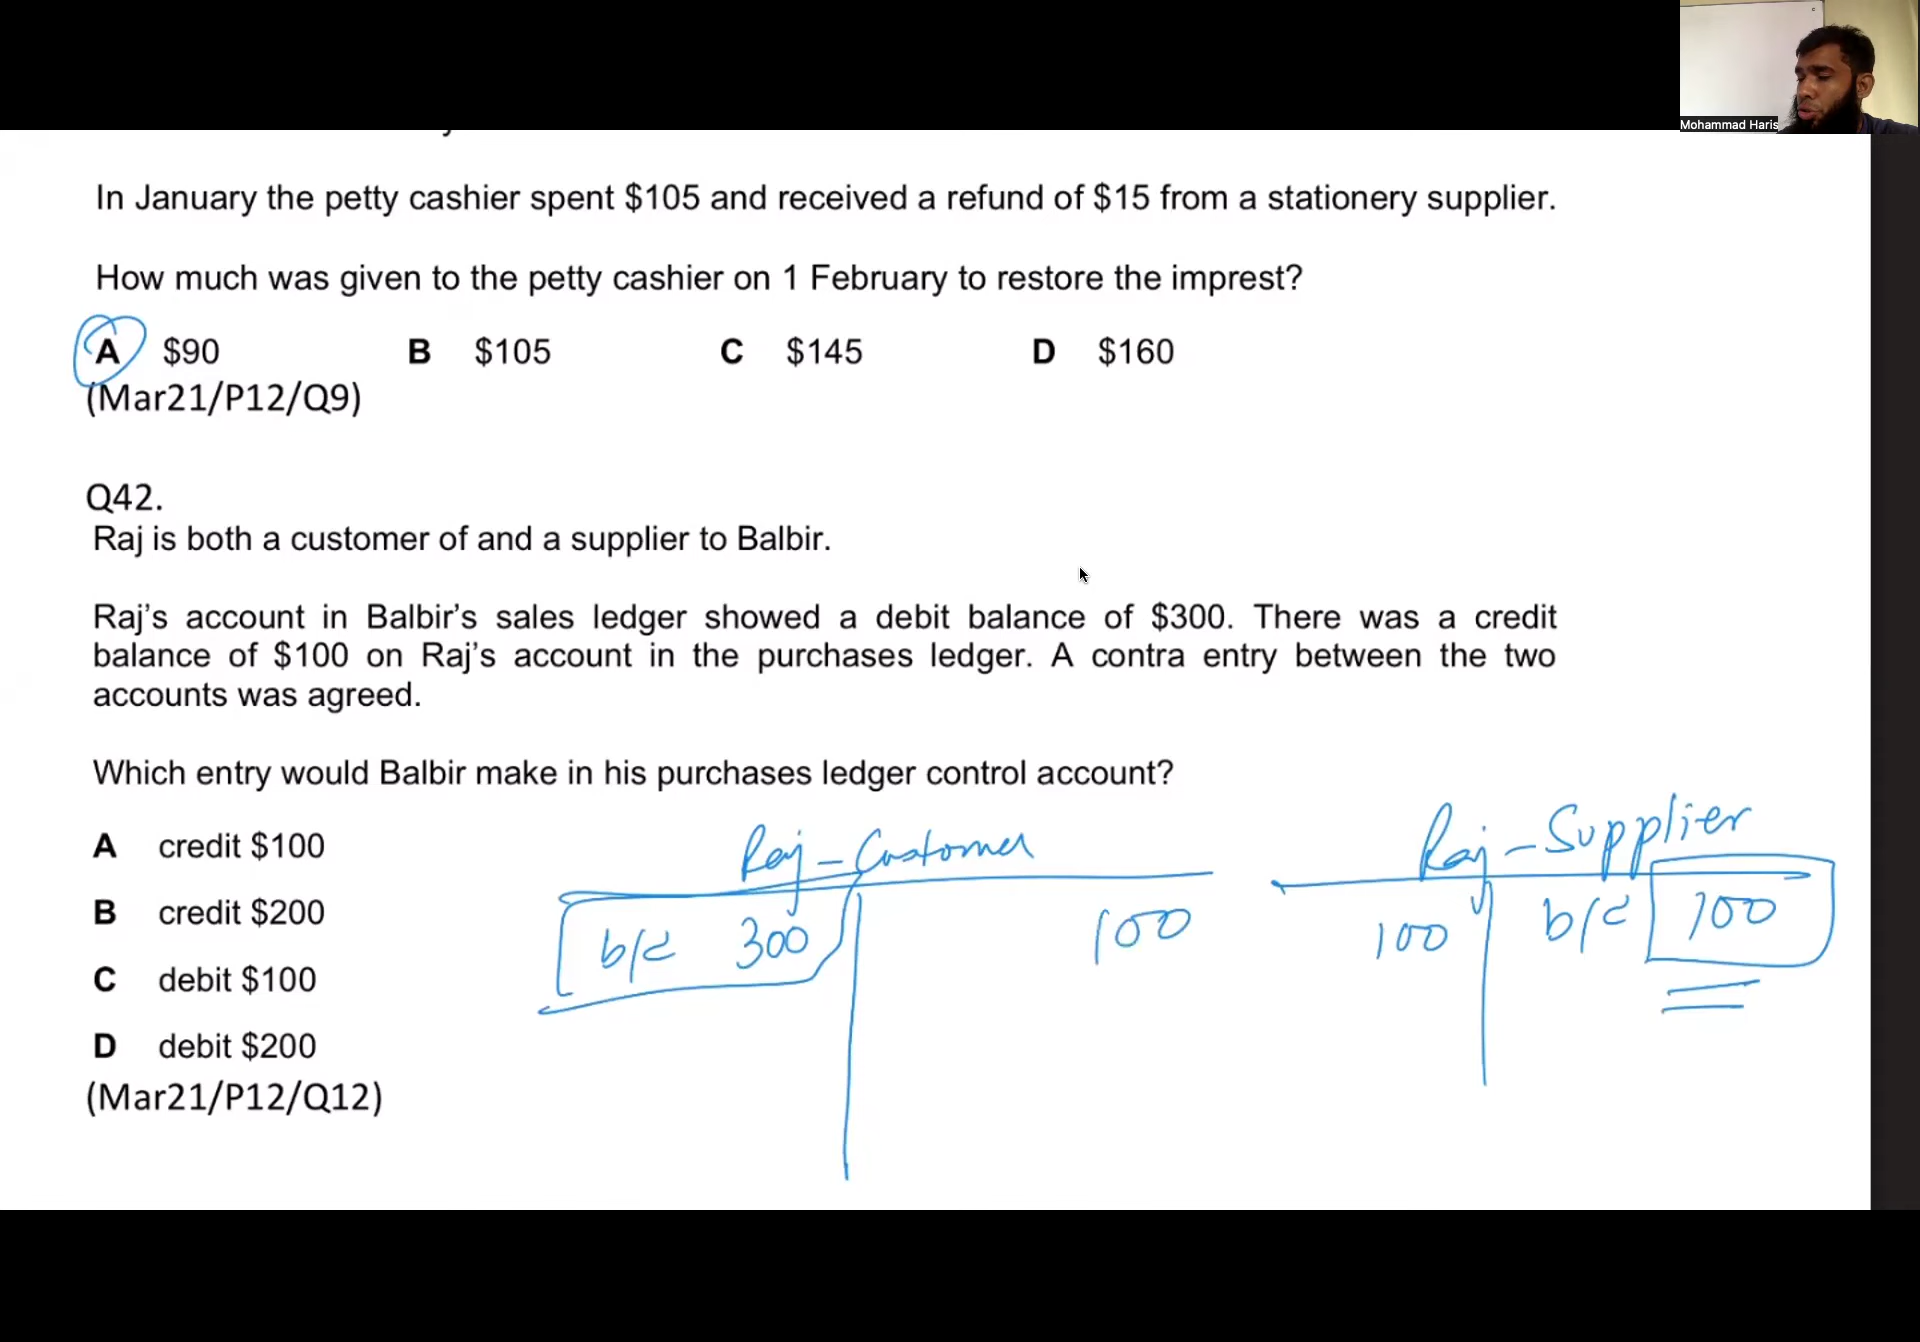 Mohammad Haris
In January the petty cashier spent $105 and received a refund of $15 from a stationery supplier.
How much was given to the petty cashier on 1 February to restore the imprest?
A $90 B $105 C $145 D $160
(Mar21/P12/Q9)
Q42.
Raj is both a customer of and a supplier to Balbir.
Raj’s account in Balbir’s sales ledger showed a debit balance of $300. There was a credit
balance of $100 on Raj’s account in the purchases ledger. A contra entry between the two
accounts was agreed.
Which entry would Balbir make in his purchases ledger control account?
A credit $100
B credit $200
C debit $100
D debit $200
(Mar21/P12/Q12)
Raj – Customer
b/d 300 100
Raj – Supplier
100 b/d 100